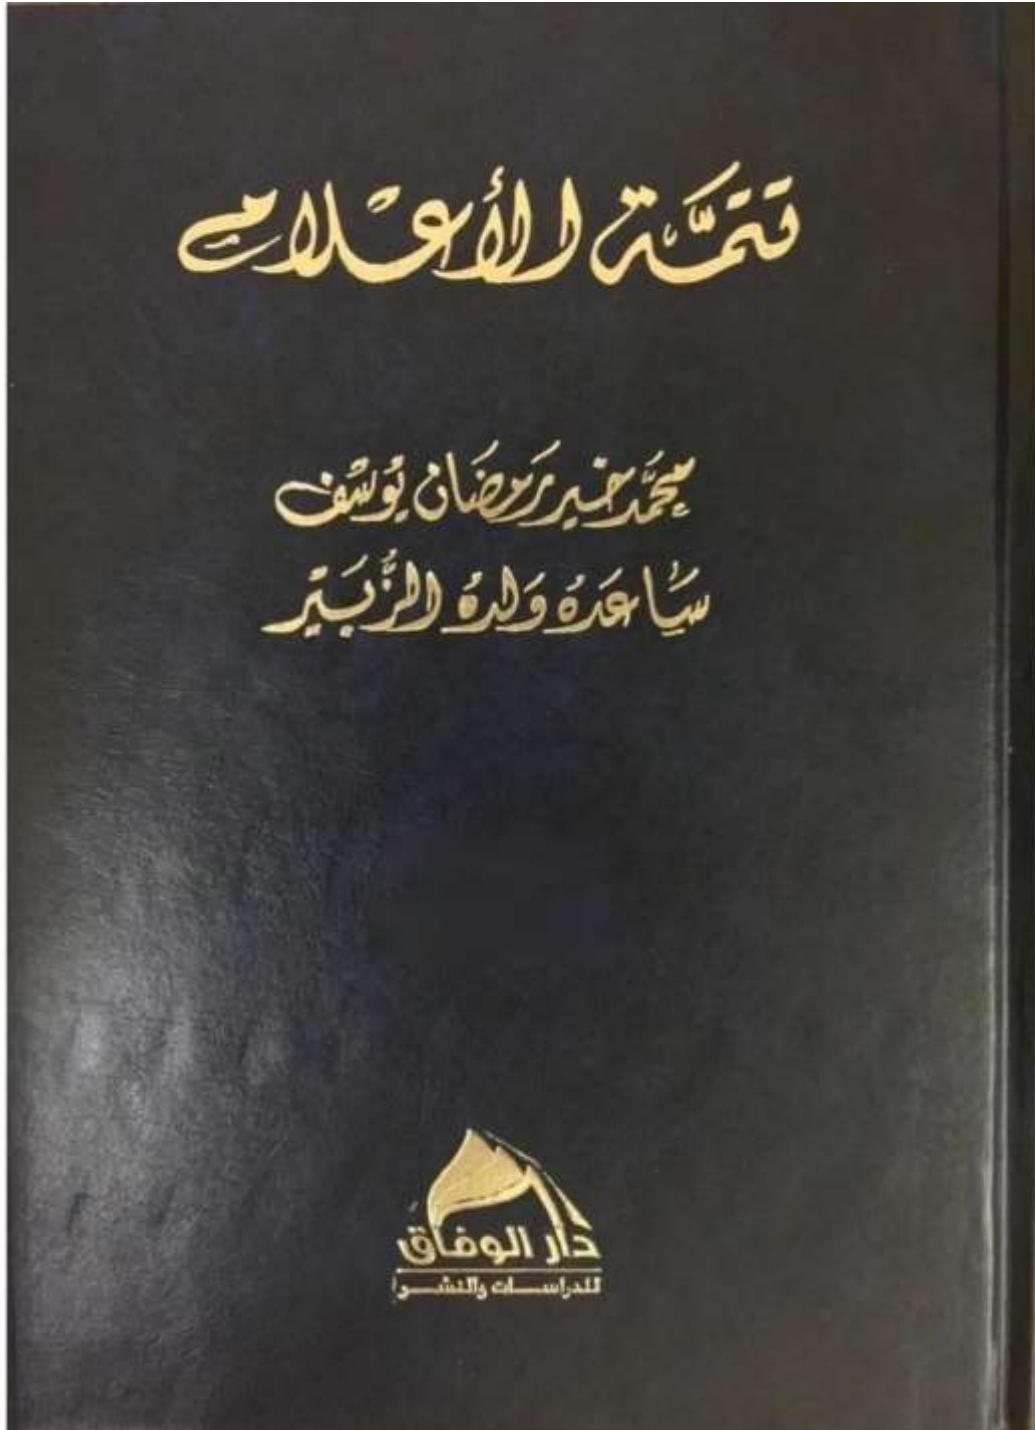 تتمة الأعلام
محمد خير رمضان يوسف
ساعده ولده الزبير
دار الوفاق
للدراسات والنشر